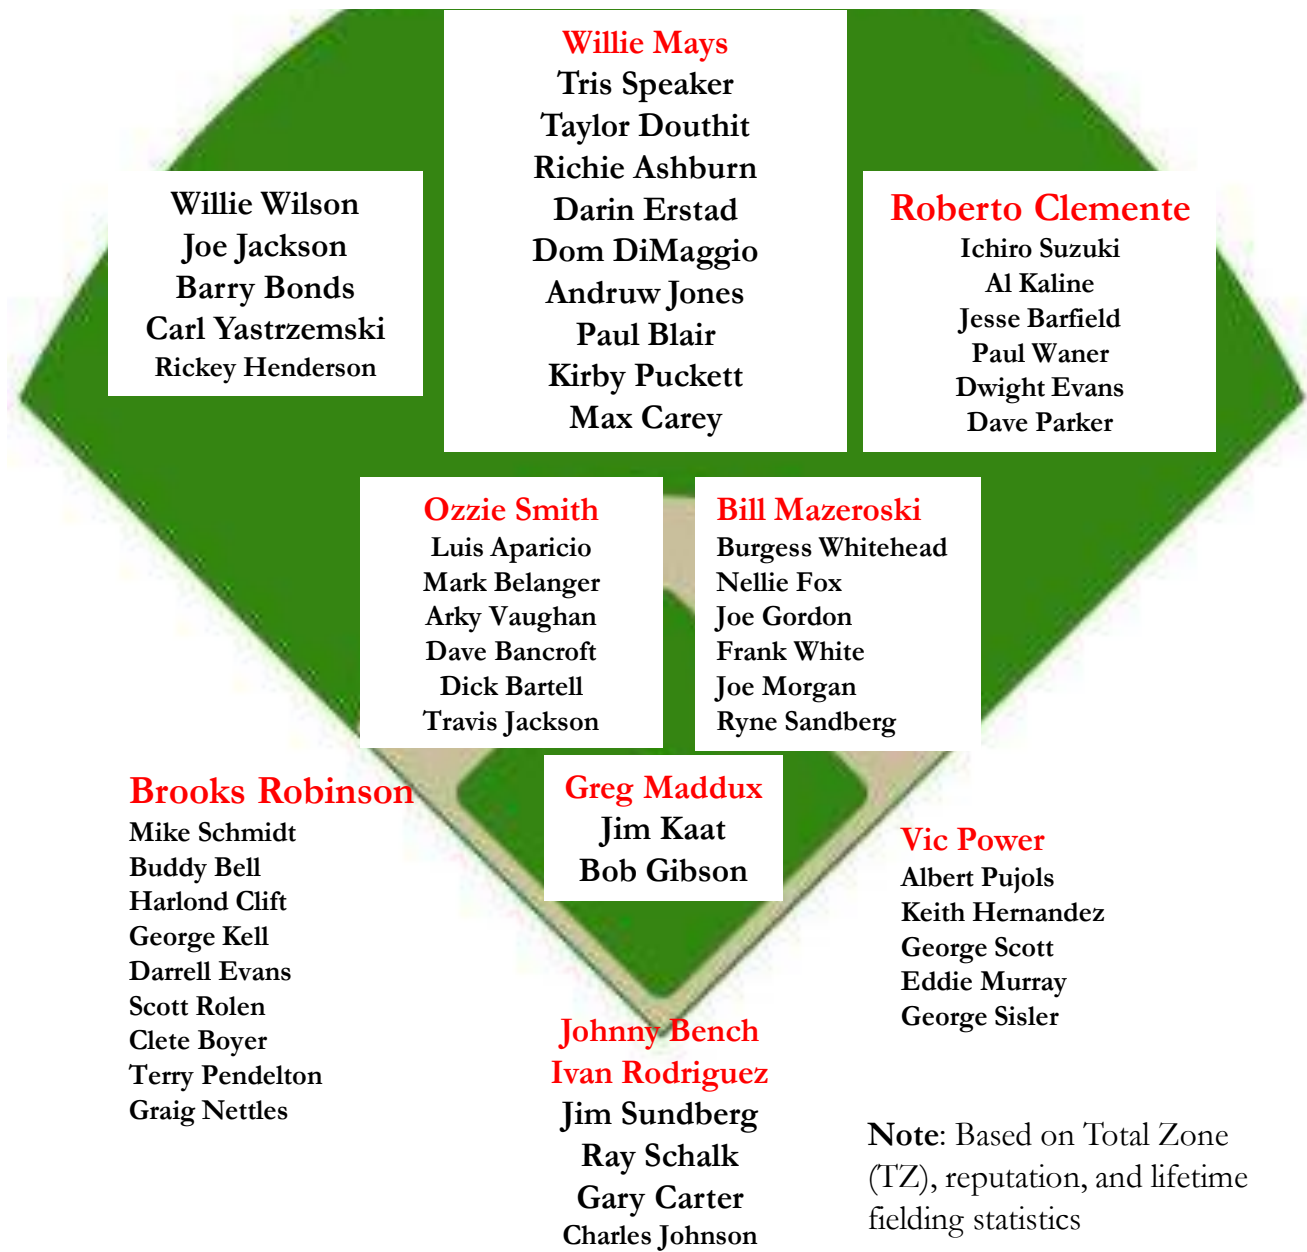 Willie Mays
Tris Speaker
Taylor Douthit
Richie Ashburn
Darin Erstad
Dom DiMaggio
Andruw Jones
Paul Blair
Kirby Puckett
Max Carey
Willie Wilson
Joe Jackson
Barry Bonds
Carl Yastrzemski
Rickey Henderson
Roberto Clemente
Ichiro Suzuki
Al Kaline
Jesse Barfield
Paul Waner
Dwight Evans
Dave Parker
Ozzie Smith
Luis Aparicio
Mark Belanger
Arky Vaughan
Dave Bancroft
Dick Bartell
Travis Jackson
Bill Mazeroski
Burgess Whitehead
Nellie Fox
Joe Gordon
Frank White
Joe Morgan
Ryne Sandberg
Brooks Robinson
Mike Schmidt
Buddy Bell
Harlond Clift
George Kell
Darrell Evans
Scott Rolen
Clete Boyer
Terry Pendelton
Graig Nettles
Greg Maddux
Jim Kaat
Bob Gibson
Vic Power
Albert Pujols
Keith Hernandez
George Scott
Eddie Murray
George Sisler
Johnny Bench
Ivan Rodriguez
Jim Sundberg
Ray Schalk
Gary Carter
Charles Johnson
Note: Based on Total Zone
(TZ), reputation, and lifetime
fielding statistics